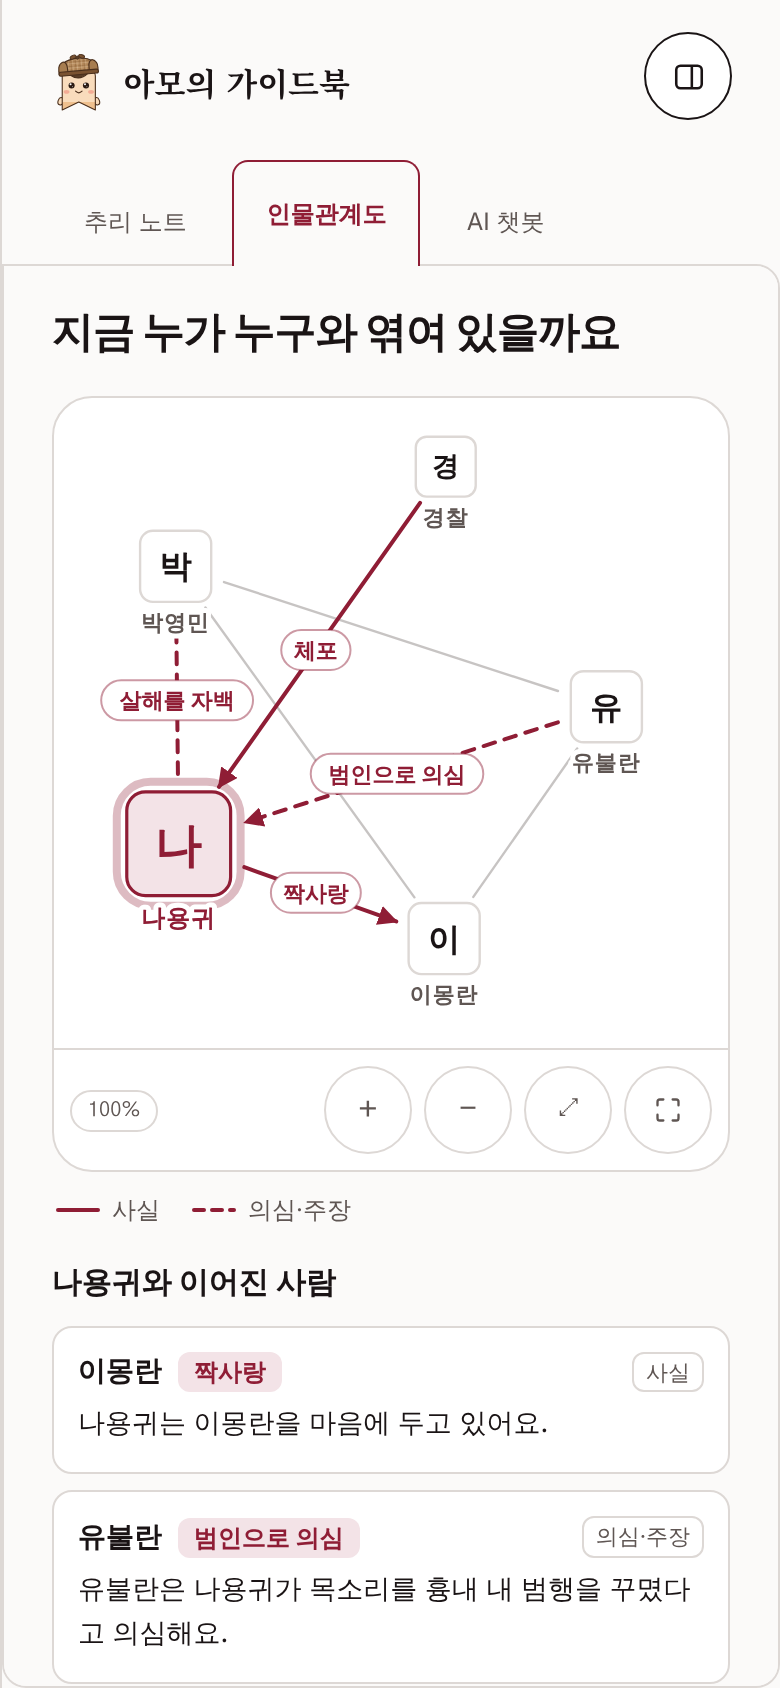 아모의 가이드북
추리 노트
인물관계도
AI 챗봇
지금 누가 누구와 엮여 있을까요
경
경찰
박
박영민
체포
살해를 자백
유
유불란
범인으로 의심
나
나용귀
짝사랑
이
이몽란
100%
사실
의심·주장
나용귀와 이어진 사람
이몽란 짝사랑 사실
나용귀는 이몽란을 마음에 두고 있어요.
유불란 범인으로 의심 의심·주장
유불란은 나용귀가 목소리를 흉내 내 범행을 꾸몄다
고 의심해요.